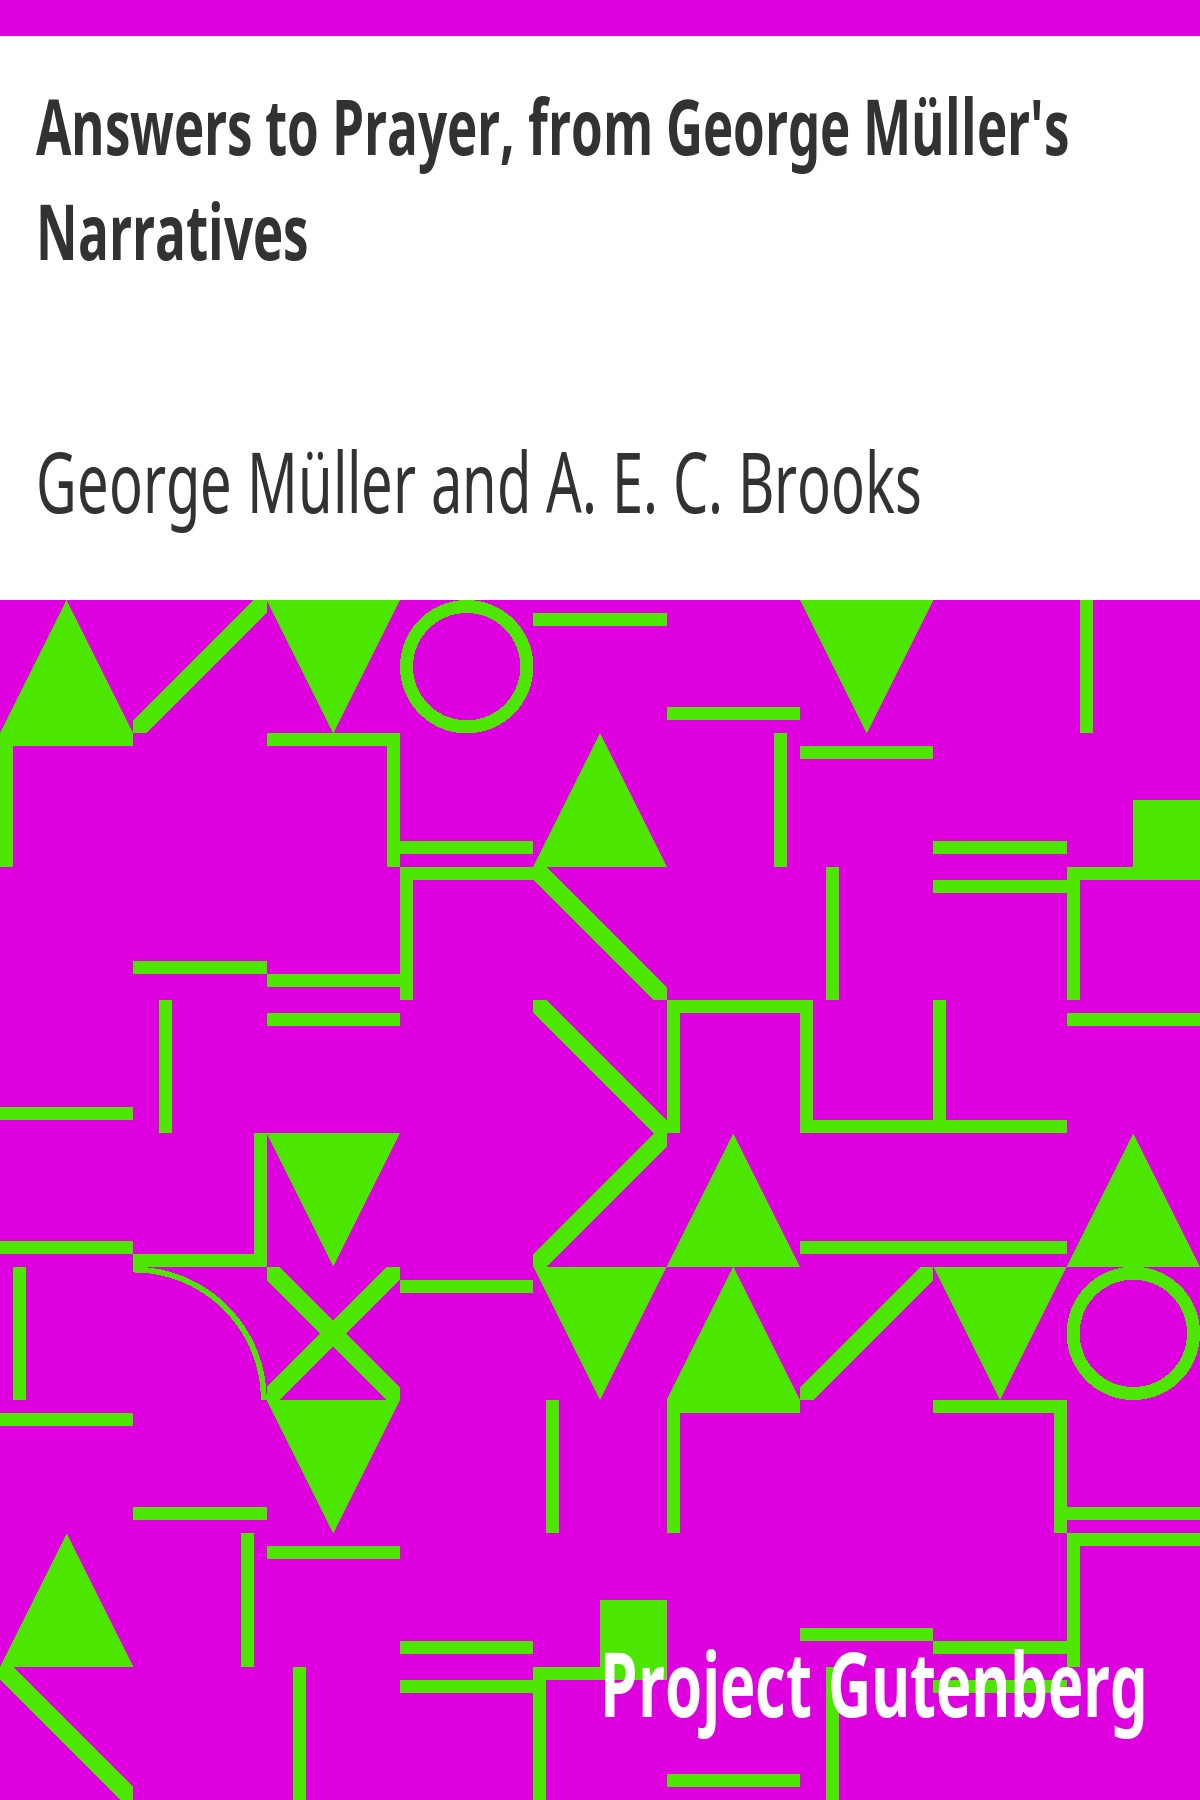 Answers to Prayer, from George Müller's
Narratives
George Müller and A. E. C. Brooks
Project Gutenberg